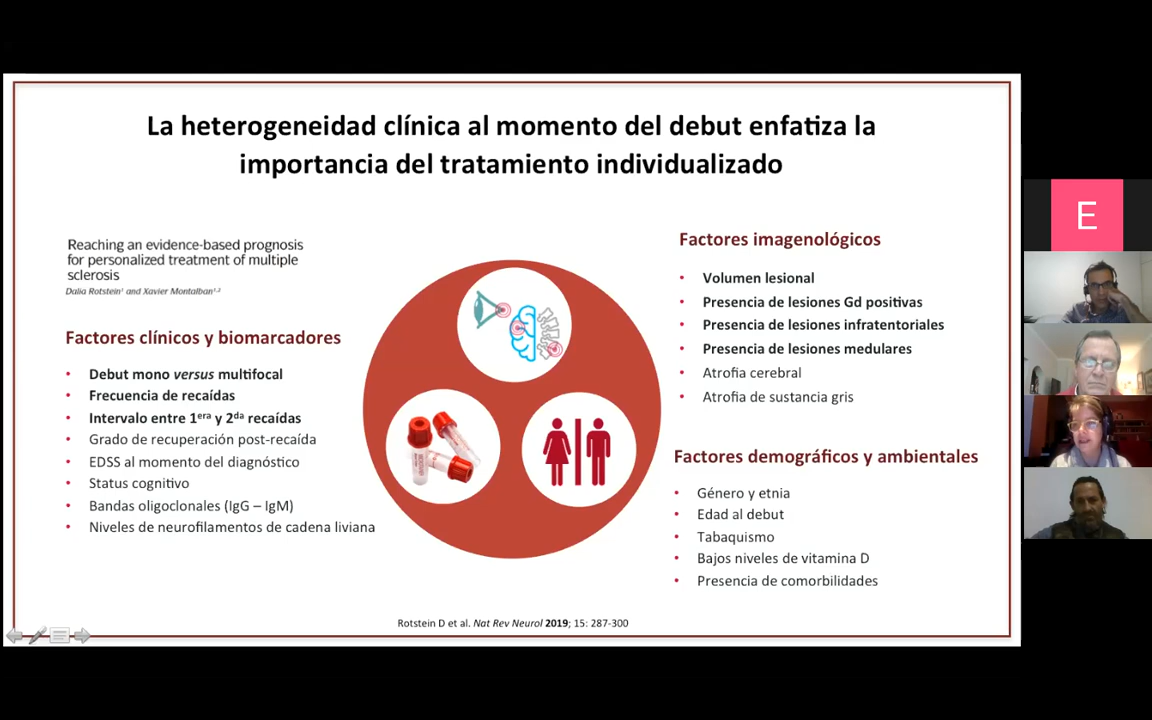 La heterogeneidad clínica al momento del debut enfatiza la
importancia del tratamiento individualizado
Reaching an evidence-based prognosis
for personalized treatment of multiple
sclerosis
Dalia Rotstein¹ and Xavier Montalban¹,²
Factores clínicos y biomarcadores
• Debut mono versus multifocal
• Frecuencia de recaídas
• Intervalo entre 1era y 2da recaídas
• Grado de recuperación post-recaída
• EDSS al momento del diagnóstico
• Status cognitivo
• Bandas oligoclonales (IgG – IgM)
• Niveles de neurofilamentos de cadena liviana
Factores imagenológicos
• Volumen lesional
• Presencia de lesiones Gd positivas
• Presencia de lesiones infratentoriales
• Presencia de lesiones medulares
• Atrofia cerebral
• Atrofia de sustancia gris
Factores demográficos y ambientales
• Género y etnia
• Edad al debut
• Tabaquismo
• Bajos niveles de vitamina D
• Presencia de comorbilidades
Rotstein D et al. Nat Rev Neurol 2019; 15: 287-300
E